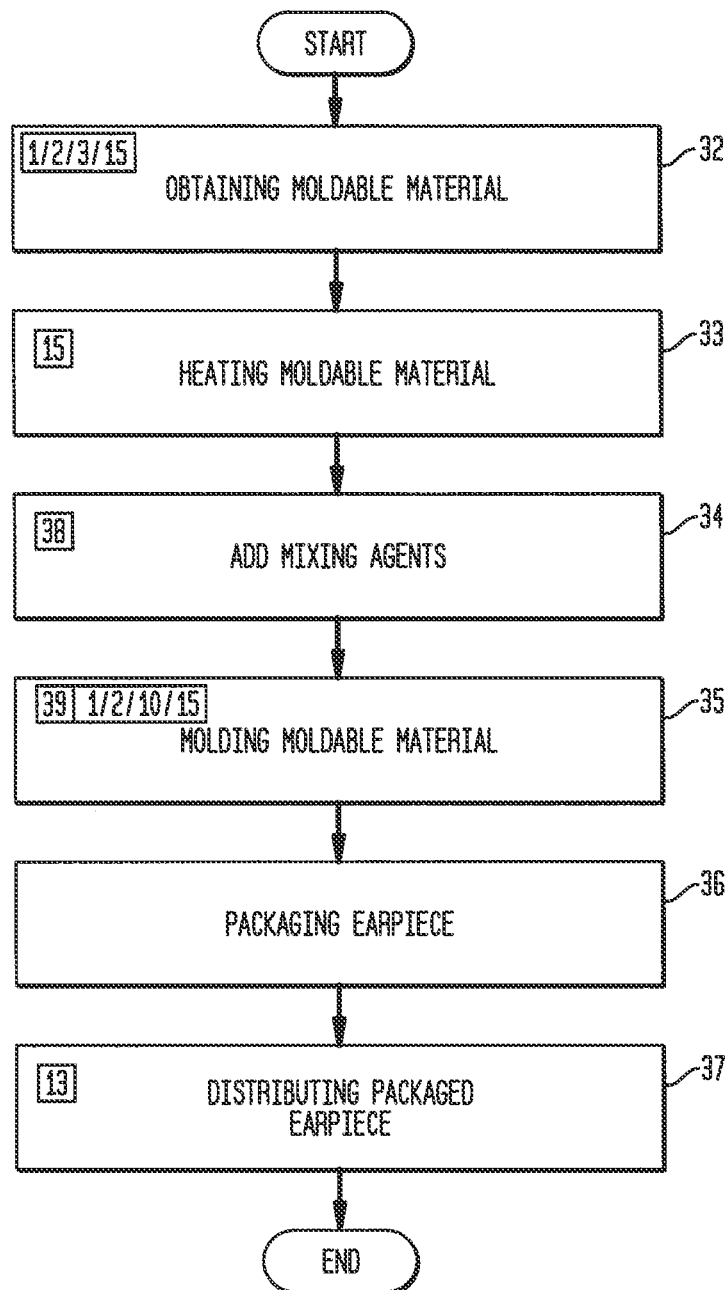 START
1/2/3/15
32
OBTAINING MOLDABLE MATERIAL
15
33
HEATING MOLDABLE MATERIAL
38
34
ADD MIXING AGENTS
39 1/2/10/15
35
MOLDING MOLDABLE MATERIAL
36
PACKAGING EARPIECE
13
37
DISTRIBUTING PACKAGED
EARPIECE
END